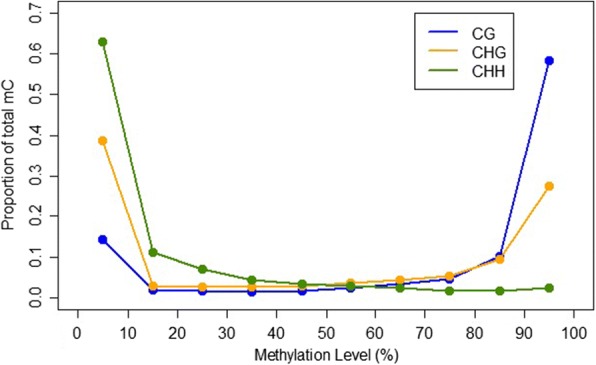 0.7
0.6
0.5
0.4
0.3
0.2
0.1
0.0
Proportion of total mC
CG
CHG
CHH
0 10 20 30 40 50 60 70 80 90 100
Methylation Level (%)